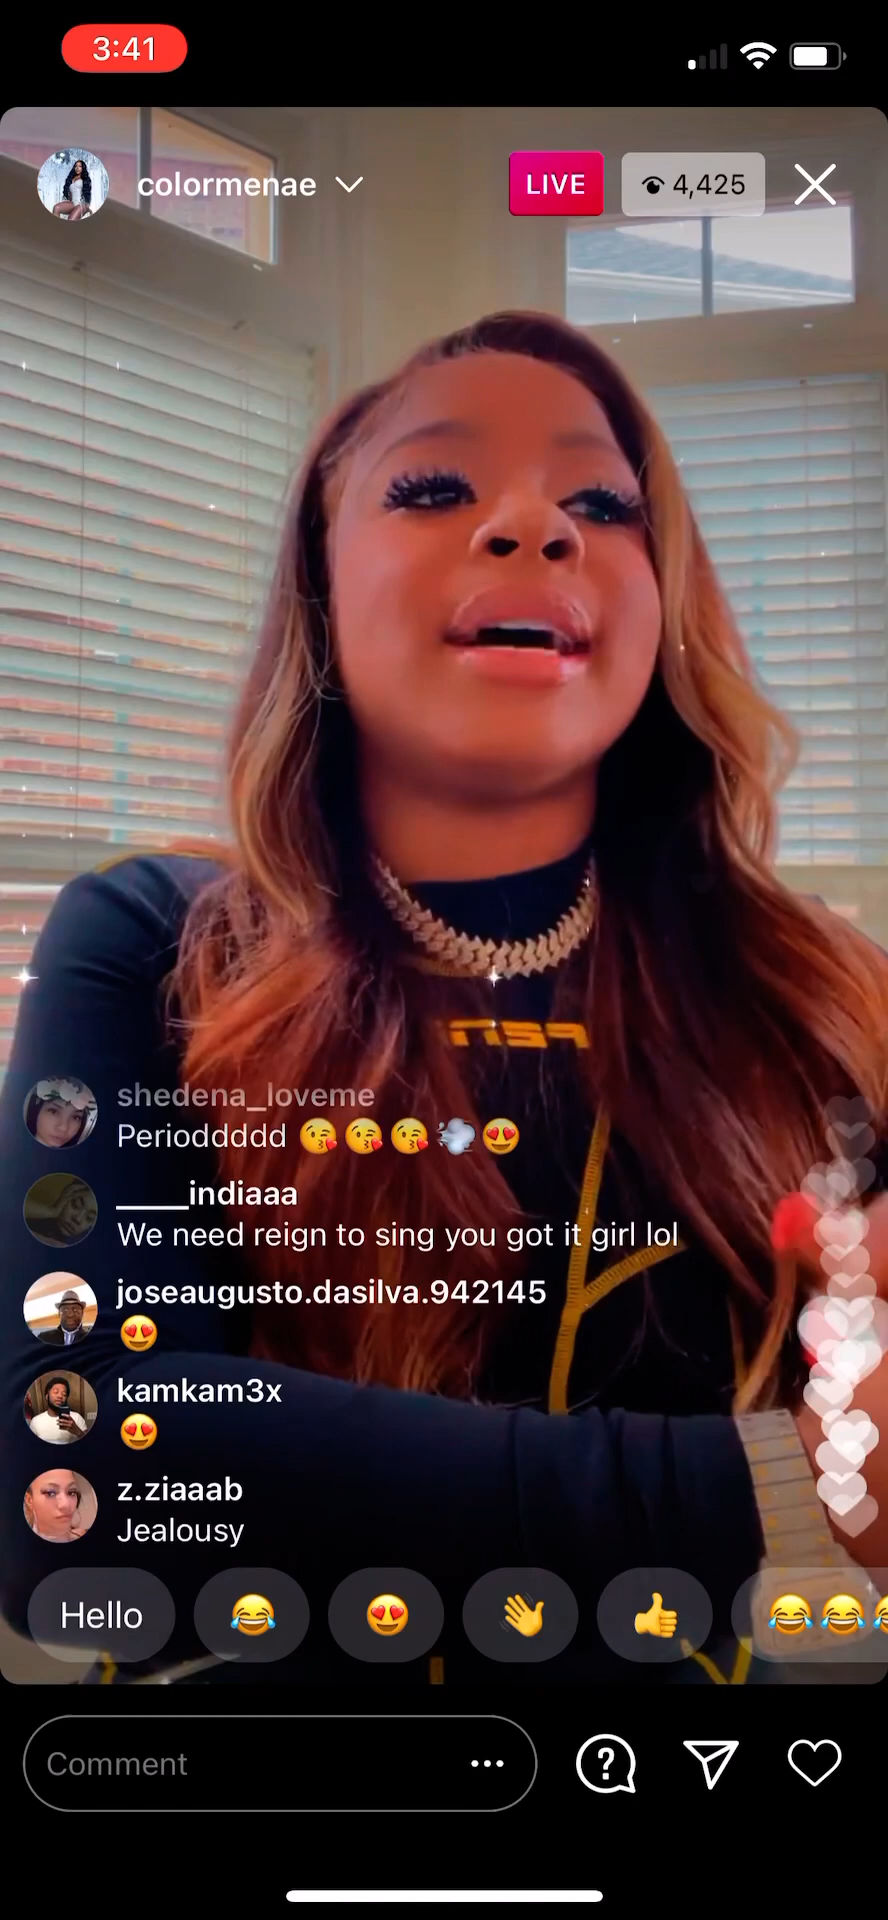 3:41
colormenae
LIVE
4,425
shedena_loveme
Perioddddd 😘😘😘💨😍
____indiaaa
We need reign to sing you got it girl lol
joseaugusto.dasilva.942145
😍
kamkam3x
😍
z.ziaaab
Jealousy
Hello 😂 😍 👋 👍 😂😂😂
Comment